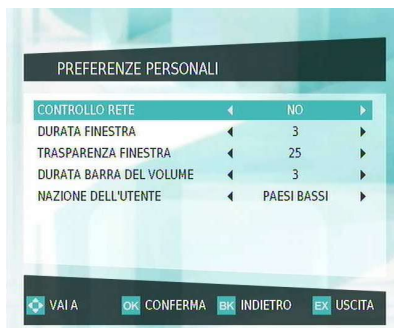 PREFERENZE PERSONALI
CONTROLLO RETE NO
DURATA FINESTRA 3
TRASPARENZA FINESTRA 25
DURATA BARRA DEL VOLUME 3
NAZIONE DELL'UTENTE PAESI BASSI
VAI A OK CONFERMA BK INDIETRO EX USCITA